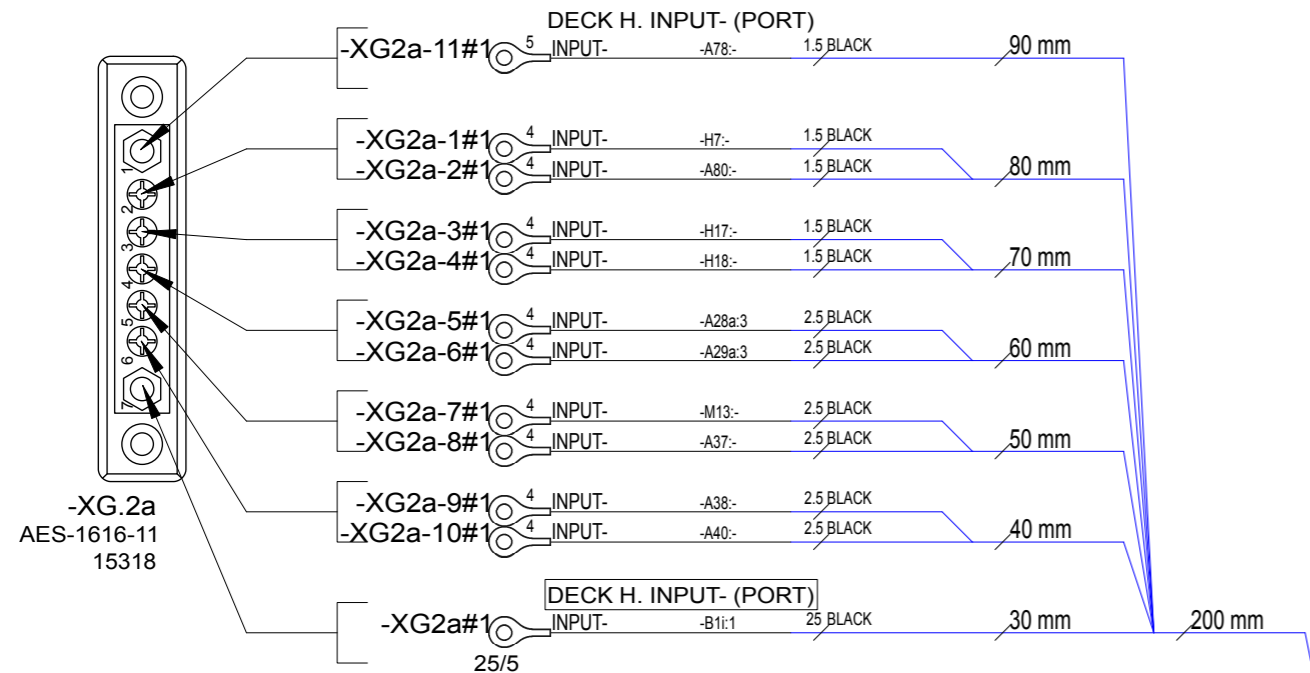 DECK H. INPUT- (PORT)
-XG2a-11#1 5 INPUT- -A78:- 1.5 BLACK 90 mm
-XG2a-1#1 4 INPUT- -H7:- 1.5 BLACK
-XG2a-2#1 4 INPUT- -A80:- 1.5 BLACK 80 mm
-XG2a-3#1 4 INPUT- -H17:- 1.5 BLACK
-XG2a-4#1 4 INPUT- -H18:- 1.5 BLACK 70 mm
-XG2a-5#1 4 INPUT- -A28a:3 2.5 BLACK
-XG2a-6#1 4 INPUT- -A29a:3 2.5 BLACK 60 mm
-XG2a-7#1 4 INPUT- -M13:- 2.5 BLACK
-XG2a-8#1 4 INPUT- -A37:- 2.5 BLACK 50 mm
-XG2a-9#1 4 INPUT- -A38:- 2.5 BLACK
-XG2a-10#1 4 INPUT- -A40:- 2.5 BLACK 40 mm
DECK H. INPUT- (PORT)
-XG2a#1 INPUT- -B1i:1 25 BLACK 30 mm 200 mm
25/5
1
2
3
4
5
6
7
-XG.2a
AES-1616-11
15318